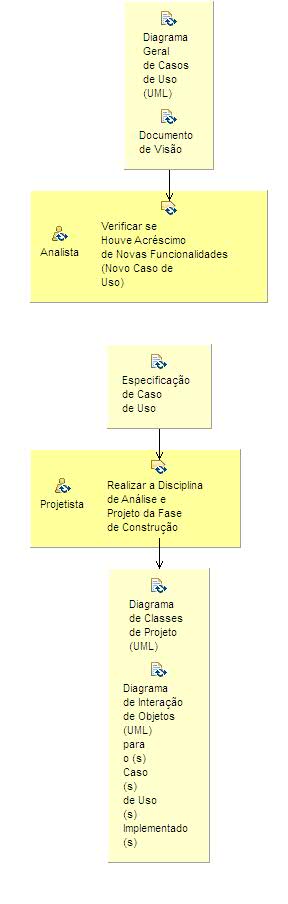 Diagrama
Geral
de Casos
de Uso
(UML)
Documento
de Visão
Analista
Verificar se
Houve Acréscimo
de Novas Funcionalidades
(Novo Caso de
Uso)
Especificação
de Caso
de Uso
Projetista
Realizar a Disciplina
de Análise e
Projeto da Fase
de Construção
Diagrama
de Classes
de Projeto
(UML)
Diagrama
de Interação
de Objetos
(UML)
para
o (s)
Caso
(s)
de Uso
(s)
Implementado
(s)